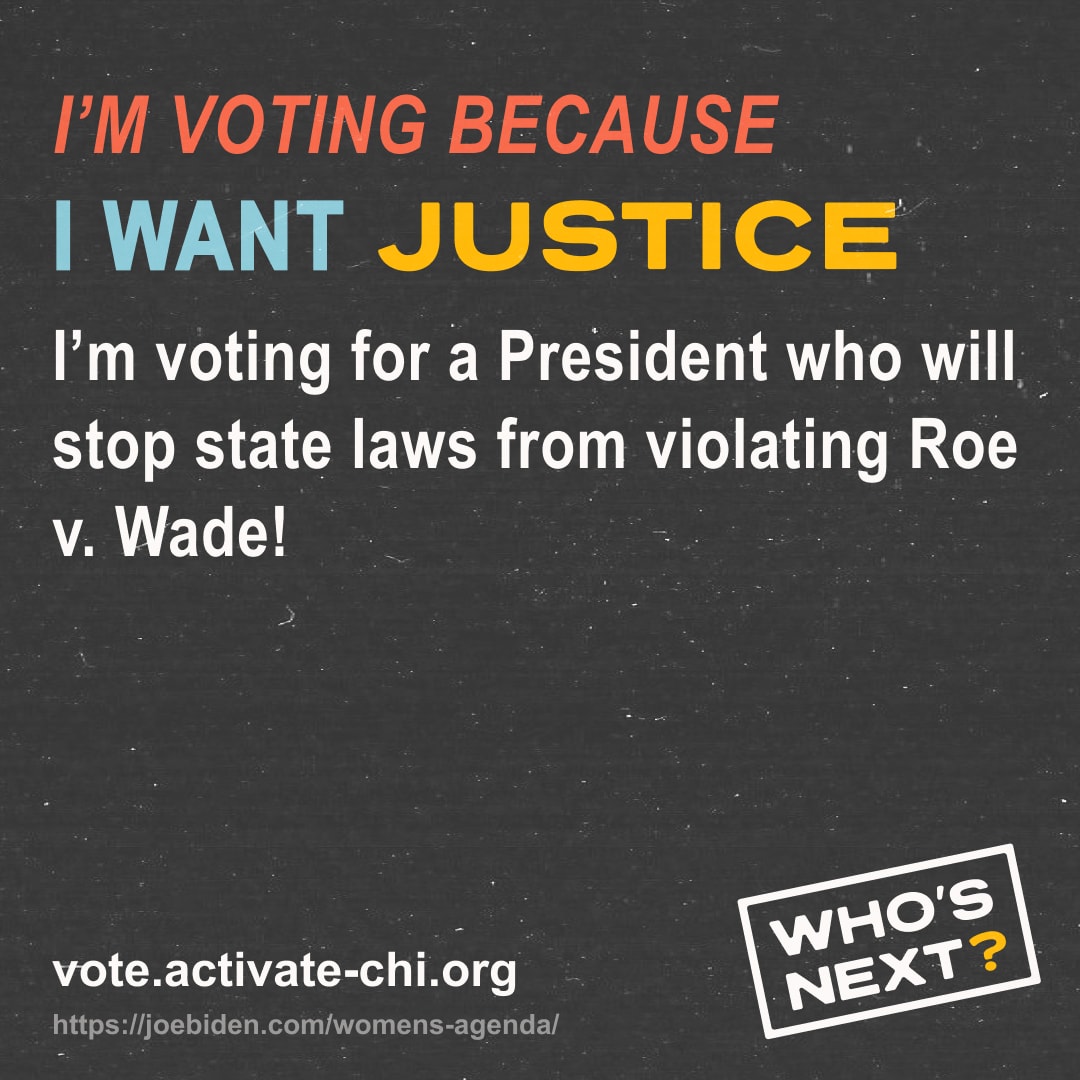 I’M VOTING BECAUSE
I WANT JUSTICE
I’m voting for a President who will
stop state laws from violating Roe
v. Wade!
WHO’S
NEXT?
vote.activate-chi.org
https://joebiden.com/womens-agenda/